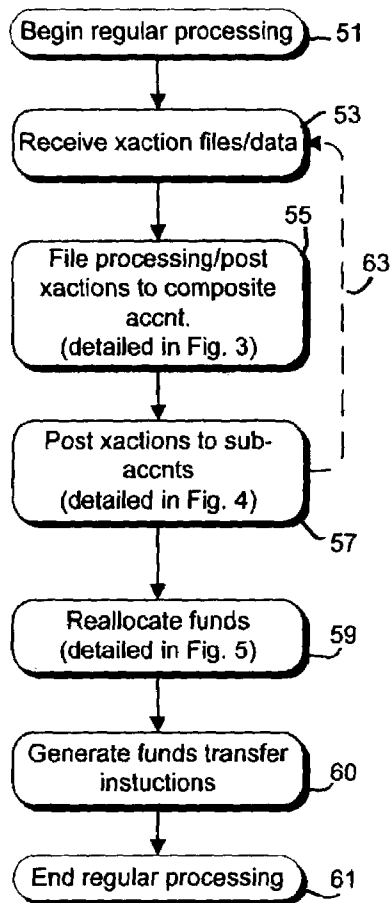 Begin regular processing
51
53
Receive xaction files/data
55
File processing/post
xactions to composite
accnt.
(detailed in Fig. 3)
63
Post xactions to sub-
accnts
(detailed in Fig. 4)
57
Reallocate funds
(detailed in Fig. 5)
59
Generate funds transfer
instuctions
60
End regular processing
61